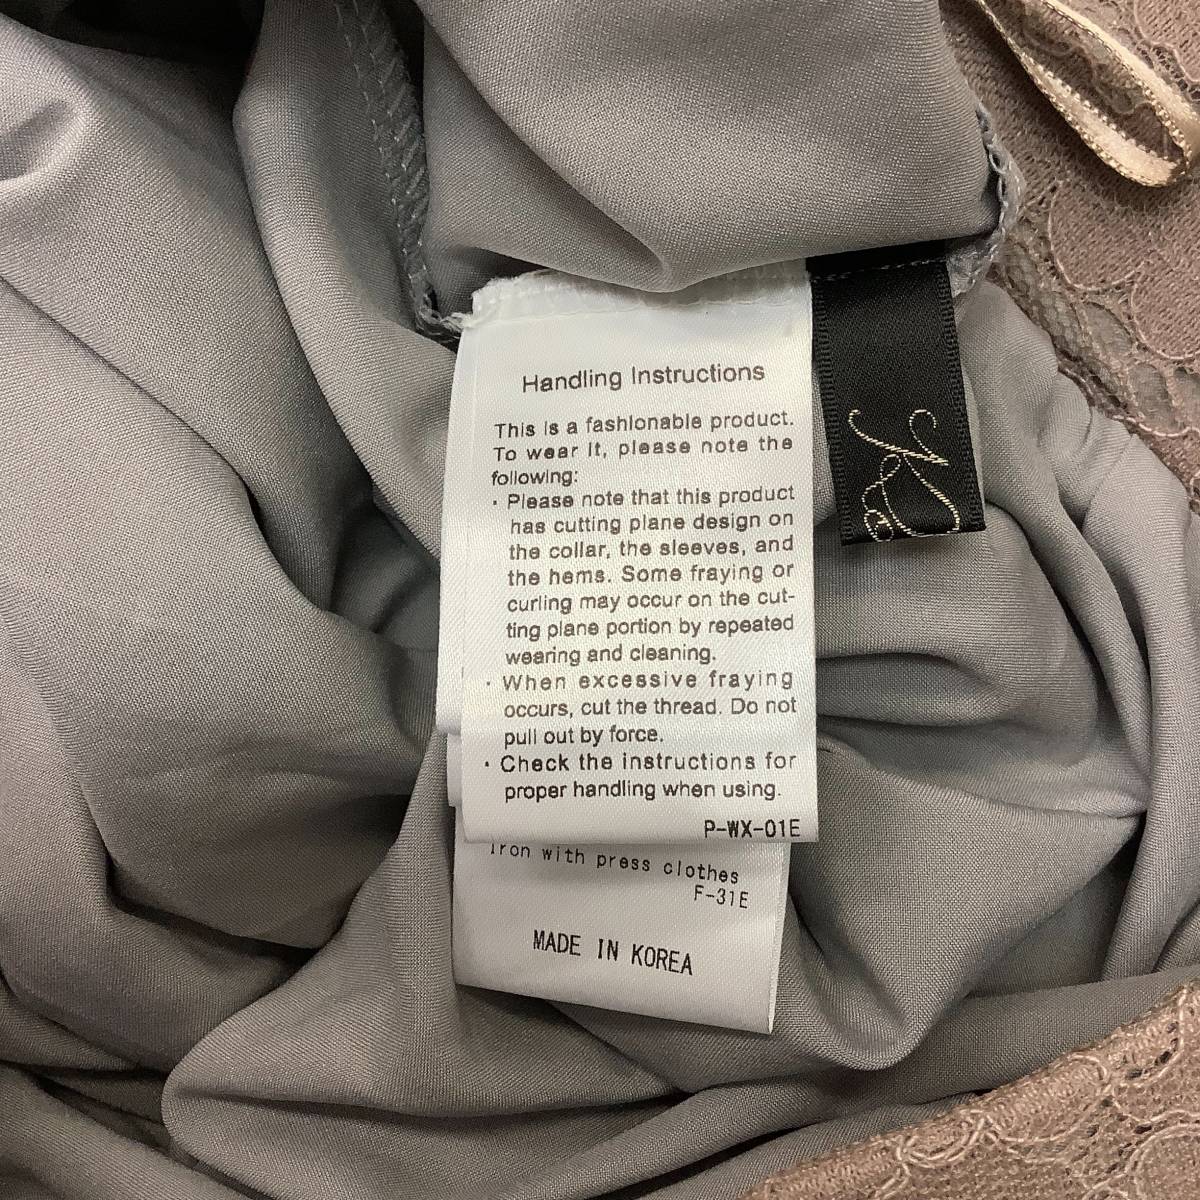 Handling Instructions
This is a fashionable product.
To wear it, please note the
following:
· Please note that this product
has cutting plane design on
the collar, the sleeves, and
the hems. Some fraying or
curling may occur on the cut-
ting plane portion by repeated
wearing and cleaning.
· When excessive fraying
occurs, cut the thread. Do not
pull out by force.
· Check the instructions for
proper handling when using.
P-WX-01E
Iron with press clothes
F-31E
MADE IN KOREA